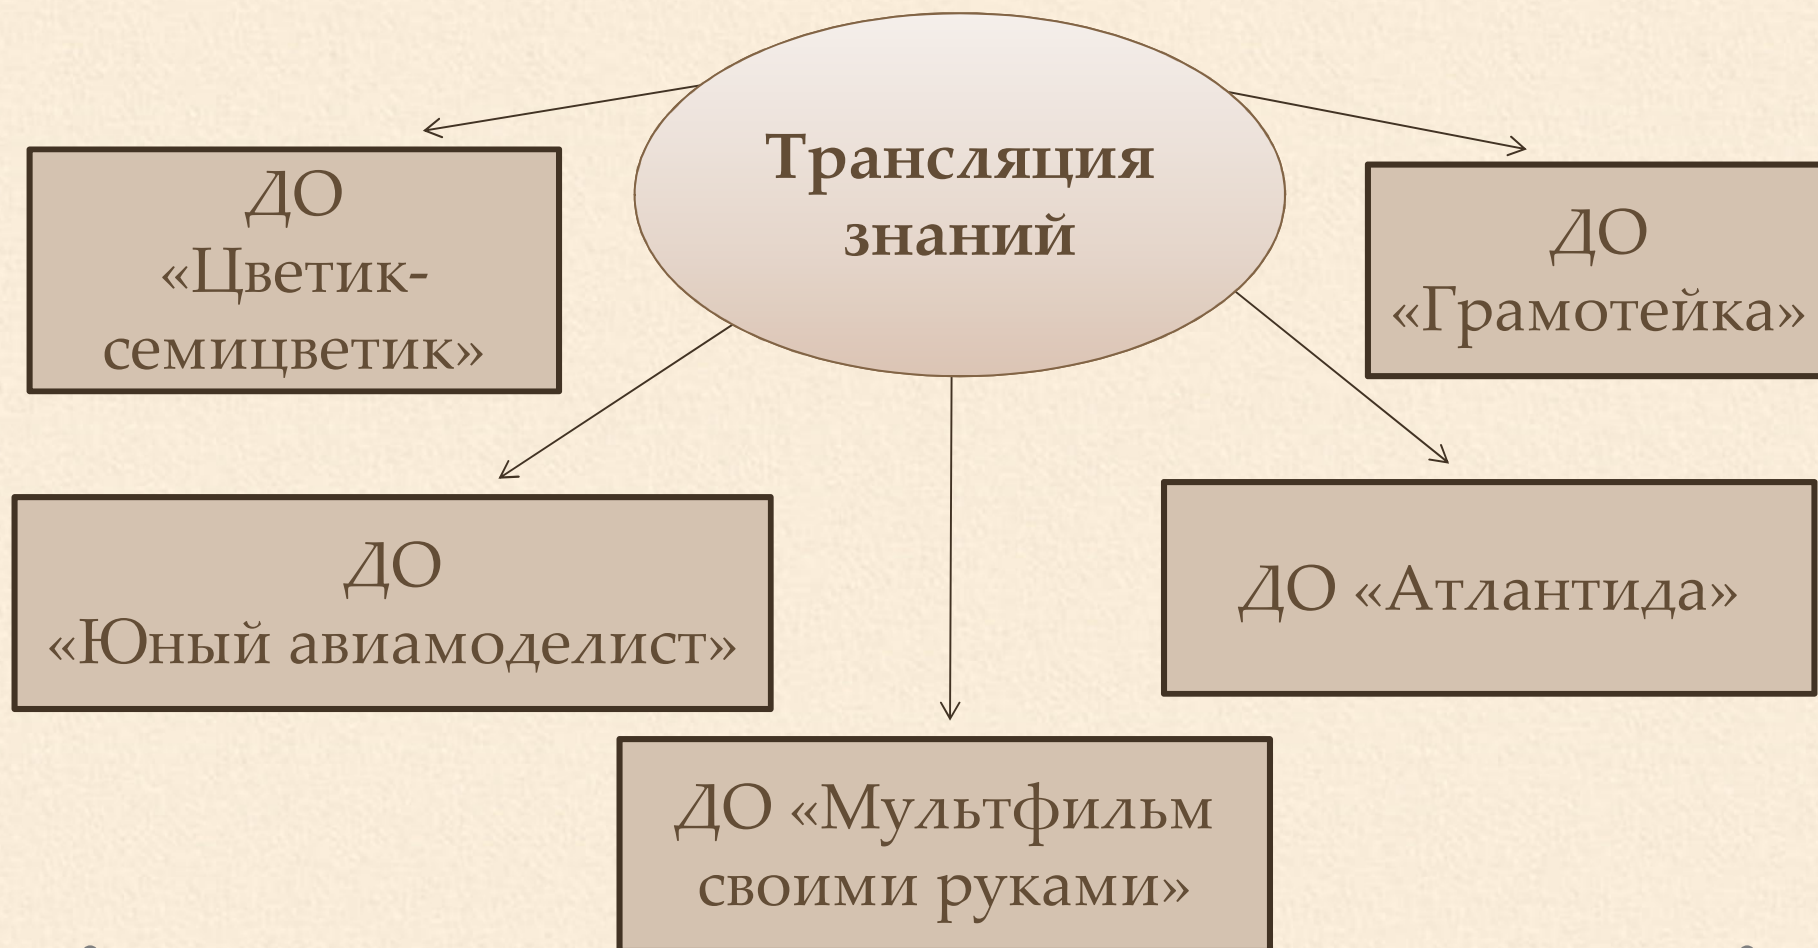 Трансляция
знаний
ДО
«Цветик-
семицветик»
ДО
«Грамотейка»
ДО
«Юный авиамоделист»
ДО «Атлантида»
ДО «Мультфильм
своими руками»